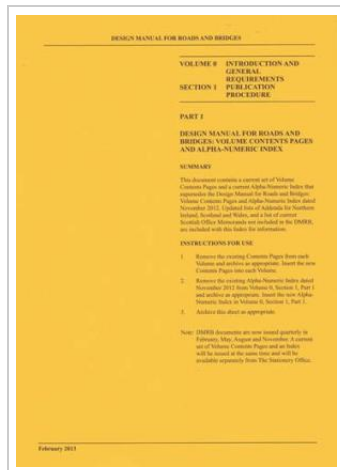 DESIGN MANUAL FOR ROADS AND BRIDGES
VOLUME 0 INTRODUCTION AND
GENERAL
REQUIREMENTS
SECTION 1 PUBLICATION
PROCEDURE
PART 1
DESIGN MANUAL FOR ROADS AND
BRIDGES: VOLUME CONTENTS PAGES
AND ALPHA-NUMERIC INDEX
SUMMARY
This document contains a current set of Volume
Contents Pages and a current Alpha-Numeric Index that
supersedes the Design Manual for Roads and Bridges:
Volume Contents Pages and Alpha-Numeric Index dated
November 2012. Updated lists of Addenda for Northern
Ireland, Scotland and Wales, and a list of current
Scottish Office Memoranda not included in the DMRB,
are included with this Index for information.
INSTRUCTIONS FOR USE
1. Remove the existing Contents Pages from each
Volume and archive as appropriate. Insert the new
Contents Pages into each Volume.
2. Remove the existing Alpha-Numeric Index dated
November 2012 from Volume 0, Section 1, Part 1
and archive as appropriate. Insert the new Alpha-
Numeric Index in Volume 0, Section 1, Part 1.
3. Archive this sheet as appropriate.
Note: DMRB documents are now issued quarterly in
February, May, August and November. A current
set of Volume Contents Pages and an Index
will be issued at the same time and will be
available separately from The Stationery Office.
February 2013